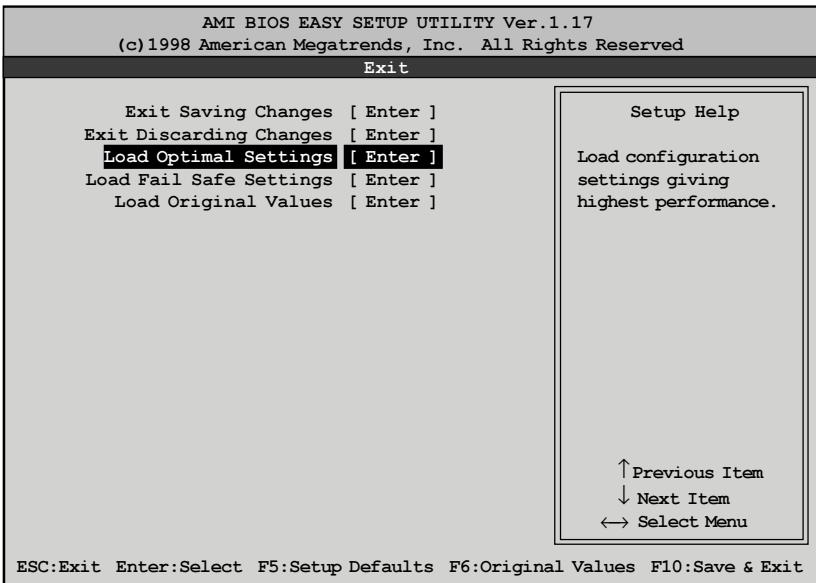 AMI BIOS EASY SETUP UTILITY Ver.1.17
(c)1998 American Megatrends, Inc. All Rights Reserved
Exit
Exit Saving Changes [ Enter ]
Exit Discarding Changes [ Enter ]
Load Optimal Settings [ Enter ]
Load Fail Safe Settings [ Enter ]
Load Original Values [ Enter ]
Setup Help
Load configuration
settings giving
highest performance.
↑Previous Item
↓ Next Item
↔ Select Menu
ESC:Exit Enter:Select F5:Setup Defaults F6:Original Values F10:Save & Exit